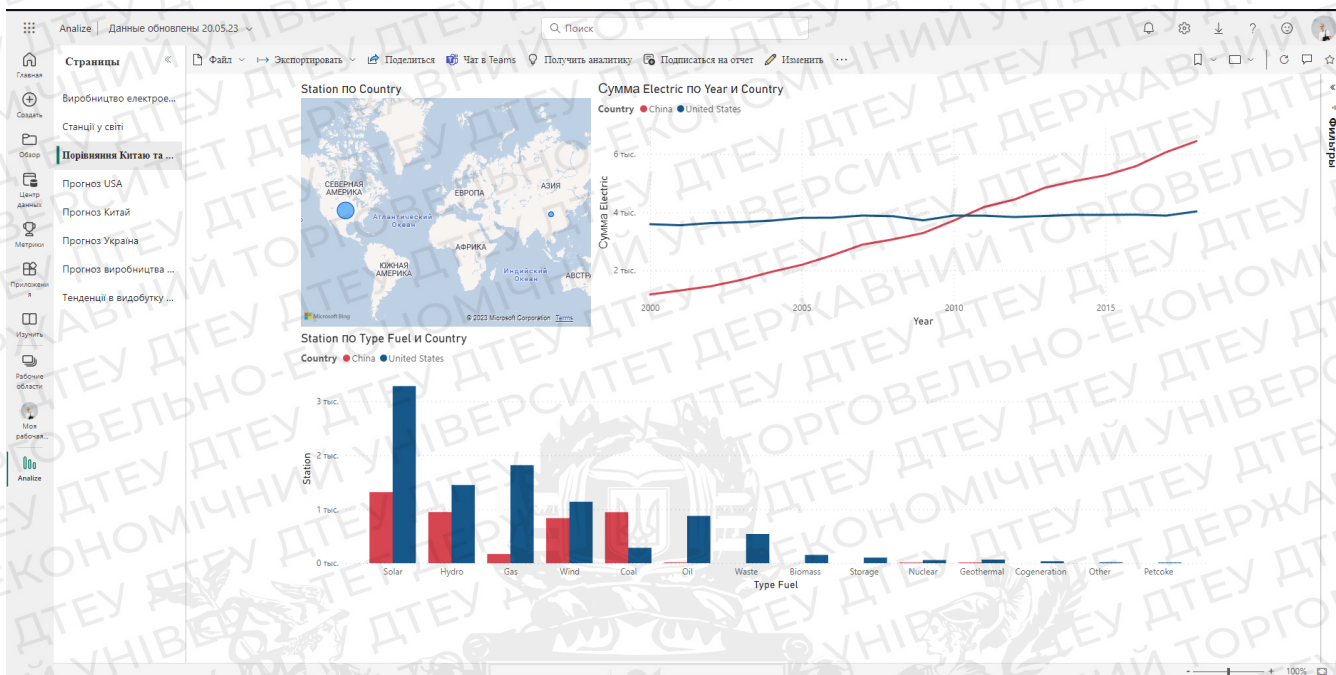 Analize Данные обновлены 20.05.23
Поиск
Главная
Создать
Обзор
Центр
данных
Метрики
Приложени
я
Изучить
Рабочие
области
Моя
рабочая...
Analize
Страницы
Виробництво електрое...
Станції у світі
Порівняння Китаю та ...
Прогноз USA
Прогноз Китай
Прогноз Україна
Прогноз виробництва ...
Тенденції в видобутку ...
Файл Экспортировать Поделиться Чат в Teams Получить аналитику Подписаться на отчет Изменить ...
Фильтры
Station по Country
СЕВЕРНАЯ
АМЕРИКА
ЕВРОПА
АЗИЯ
Атлантический
Океан
АФРИКА
ЮЖНАЯ
АМЕРИКА
Индийский
Океан
АВСТР
Microsoft Bing
© 2023 Microsoft Corporation Terms
Сумма Electric по Year и Country
Country China United States
Сумма Electric
6 тыс.
4 тыс.
2 тыс.
2000 2005 2010 2015
Year
Station по Type Fuel и Country
Country China United States
Station
3 тыс.
2 тыс.
1 тыс.
0 тыс.
Solar Hydro Gas Wind Coal Oil Waste Biomass Storage Nuclear Geothermal Cogeneration Other Petcoke
Type Fuel
100%